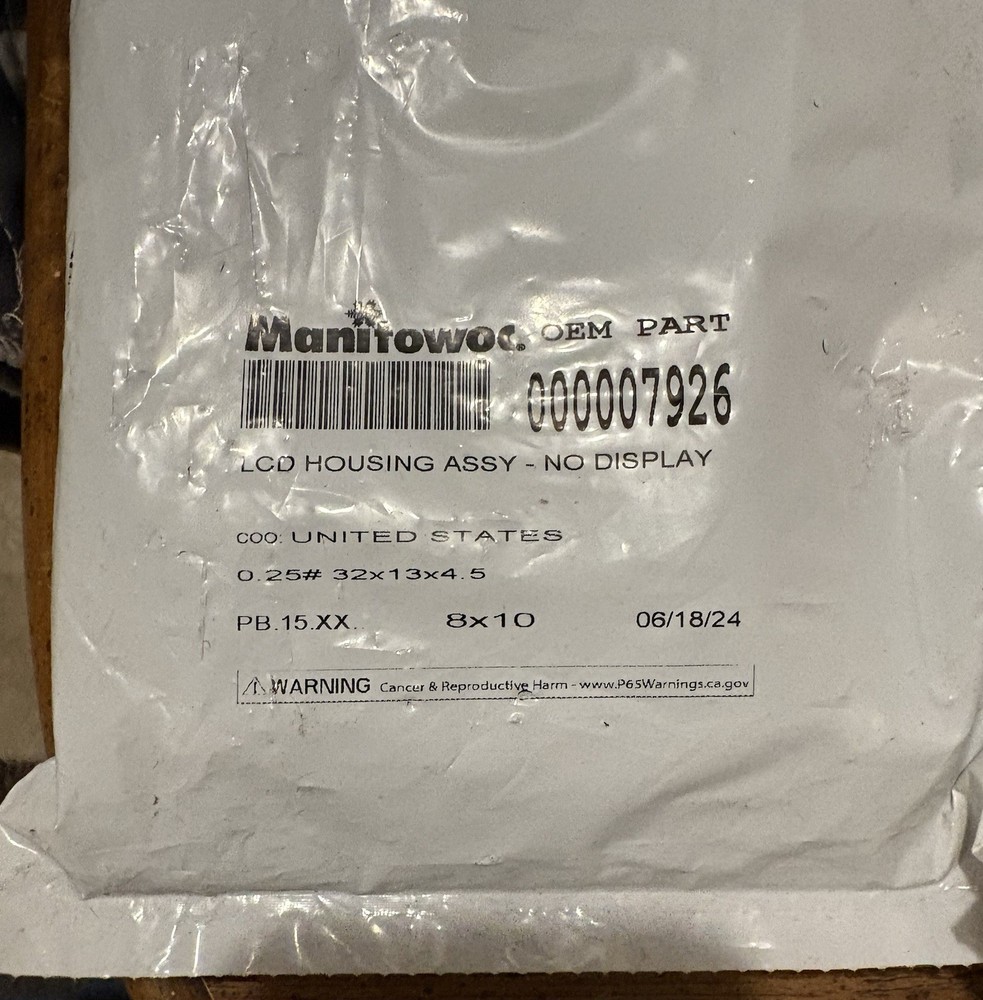 Manitowoc® OEM PART
000007926
LCD HOUSING ASSY - NO DISPLAY
COO: UNITED STATES
0.25# 32x13x4.5
PB.15.XX. 8x10 06/18/24
⚠ WARNING Cancer & Reproductive Harm - www.P65Warnings.ca.gov